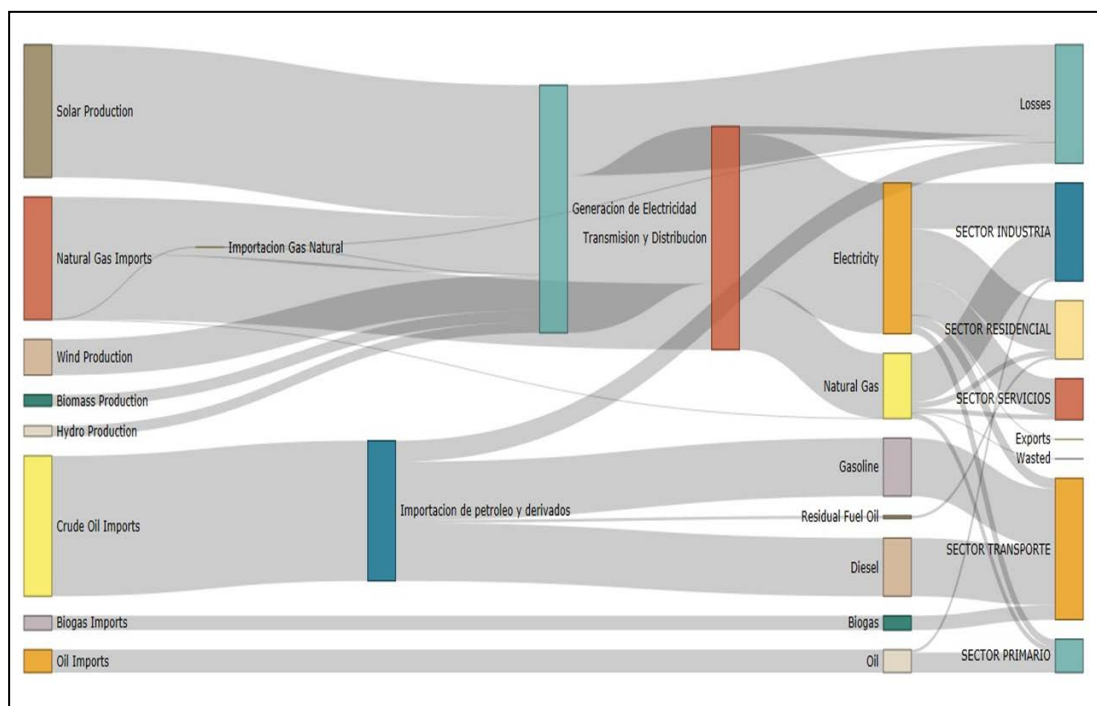 Solar Production
Losses
Generacion de Electricidad
SECTOR INDUSTRIA
Transmision y Distribucion
Importacion Gas Natural
Natural Gas Imports
Electricity
SECTOR RESIDENCIAL
Wind Production
Natural Gas
Biomass Production
SECTOR SERVICIOS
Hydro Production
Exports
Wasted
Gasoline
Importacion de petroleo y derivados
Residual Fuel Oil
Crude Oil Imports
SECTOR TRANSPORTE
Diesel
Biogas Imports
Biogas
SECTOR PRIMARIO
Oil Imports
Oil